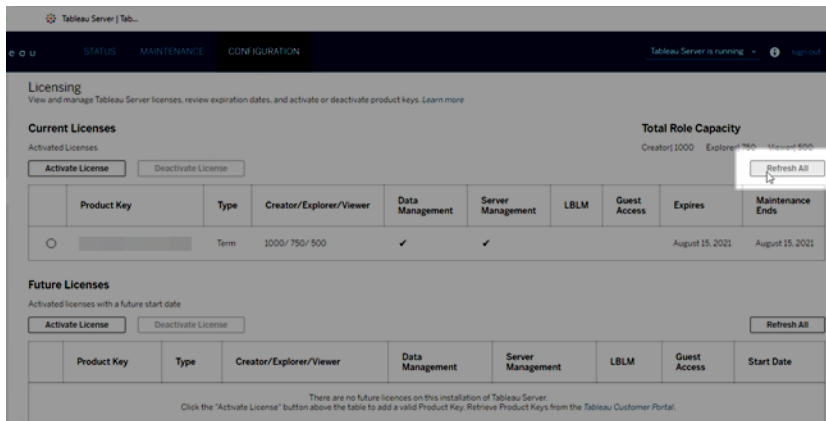 Tableau Server | Tab...
e a u STATUS MAINTENANCE CONFIGURATION Tableau Server is running sign out
Licensing
View and manage Tableau Server licenses, review expiration dates, and activate or deactivate product keys. Learn more
Current Licenses Total Role Capacity
Activated Licenses Creator| 1000 Explorer| 750 Viewer| 500
Activate License Deactivate License Refresh All
Product Key Type Creator/Explorer/Viewer Data Management Server Management LBLM Guest Access Expires Maintenance Ends
Term 1000/ 750/ 500 ✔ ✔ August 15, 2021 August 15, 2021
Future Licenses
Activated licenses with a future start date
Activate License Deactivate License Refresh All
Product Key Type Creator/Explorer/Viewer Data Management Server Management LBLM Guest Access Start Date
There are no future licences on this installation of Tableau Server.
Click the "Activate License" button above the table to add a valid Product Key. Retrieve Product Keys from the Tableau Customer Portal.